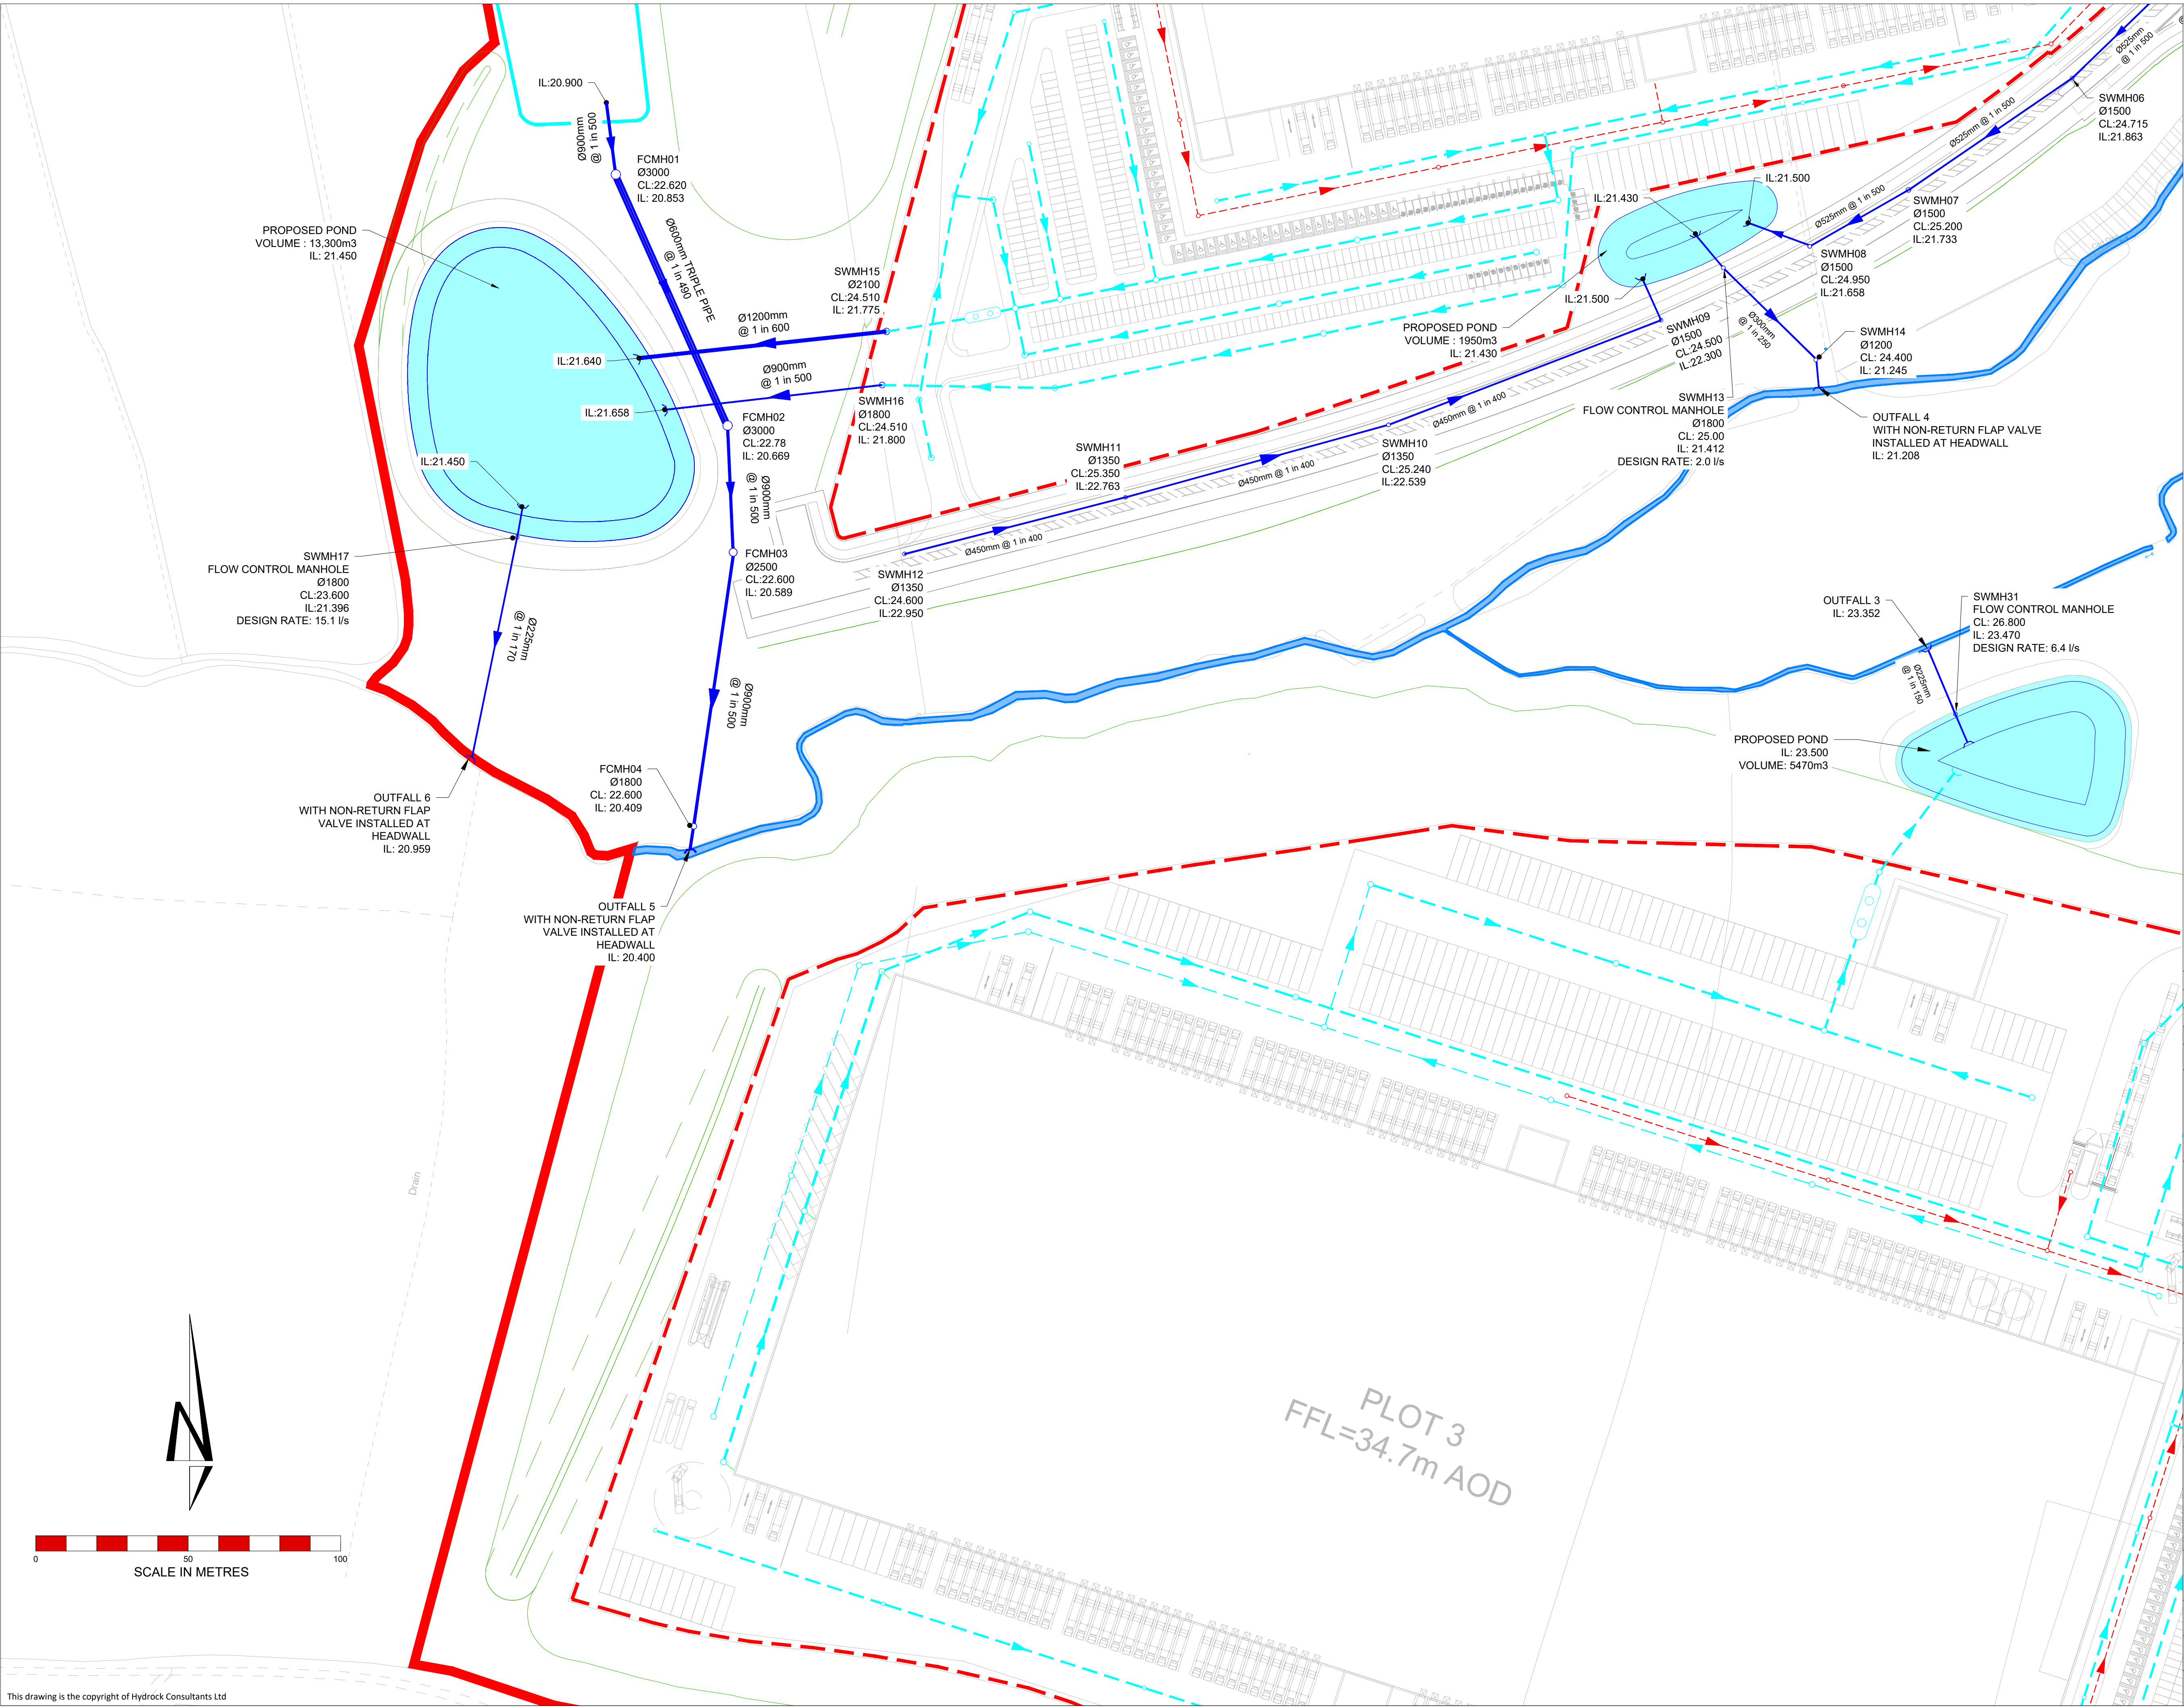 IL:20.900
Ø900mm
@ 1 in 500
FCMH01
Ø3000
CL:22.620
IL: 20.853
PROPOSED POND
VOLUME : 13,300m3
IL: 21.450
Ø600mm TRIPLE PIPE
@ 1 in 490
SWMH15
Ø2100
CL:24.510
IL: 21.775
Ø1200mm
@ 1 in 600
IL:21.640
Ø900mm
@ 1 in 500
IL:21.658
SWMH16
Ø1800
CL:24.510
IL: 21.800
FCMH02
Ø3000
CL:22.78
IL: 20.669
IL:21.450
Ø900mm
@ 1 in 500
FCMH03
Ø2500
CL:22.600
IL: 20.589
SWMH17
FLOW CONTROL MANHOLE
Ø1800
CL:23.600
IL:21.396
DESIGN RATE: 15.1 l/s
Ø225mm
@ 1 in 170
Ø900mm
@ 1 in 500
FCMH04
Ø1800
CL: 22.600
IL: 20.409
OUTFALL 6
WITH NON-RETURN FLAP
VALVE INSTALLED AT
HEADWALL
IL: 20.959
OUTFALL 5
WITH NON-RETURN FLAP
VALVE INSTALLED AT
HEADWALL
IL: 20.400
SWMH12
Ø1350
CL:24.600
IL:22.950
Ø450mm @ 1 in 400
SWMH11
Ø1350
CL:25.350
IL:22.763
Ø450mm @ 1 in 400
SWMH10
Ø1350
CL:25.240
IL:22.539
Ø450mm @ 1 in 400
SWMH09
Ø1500
CL:24.500
IL:22.300
PROPOSED POND
VOLUME : 1950m3
IL: 21.430
IL:21.500
IL:21.430
IL:21.500
Ø525mm @ 1 in 500
Ø525mm @ 1 in 500
Ø525mm
@ 1 in 500
SWMH06
Ø1500
CL:24.715
IL:21.863
SWMH07
Ø1500
CL:25.200
IL:21.733
SWMH08
Ø1500
CL:24.950
IL:21.658
Ø300mm
@ 1 in 250
SWMH14
Ø1200
CL: 24.400
IL: 21.245
SWMH13
FLOW CONTROL MANHOLE
Ø1800
CL: 25.00
IL: 21.412
DESIGN RATE: 2.0 l/s
OUTFALL 4
WITH NON-RETURN FLAP VALVE
INSTALLED AT HEADWALL
IL: 21.208
OUTFALL 3
IL: 23.352
SWMH31
FLOW CONTROL MANHOLE
CL: 26.800
IL: 23.470
DESIGN RATE: 6.4 l/s
Ø225mm
@ 1 in 150
PROPOSED POND
IL: 23.500
VOLUME: 5470m3
Drain
PLOT 3
FFL=34.7m AOD
N
0
50
100
SCALE IN METRES
This drawing is the copyright of Hydrock Consultants Ltd